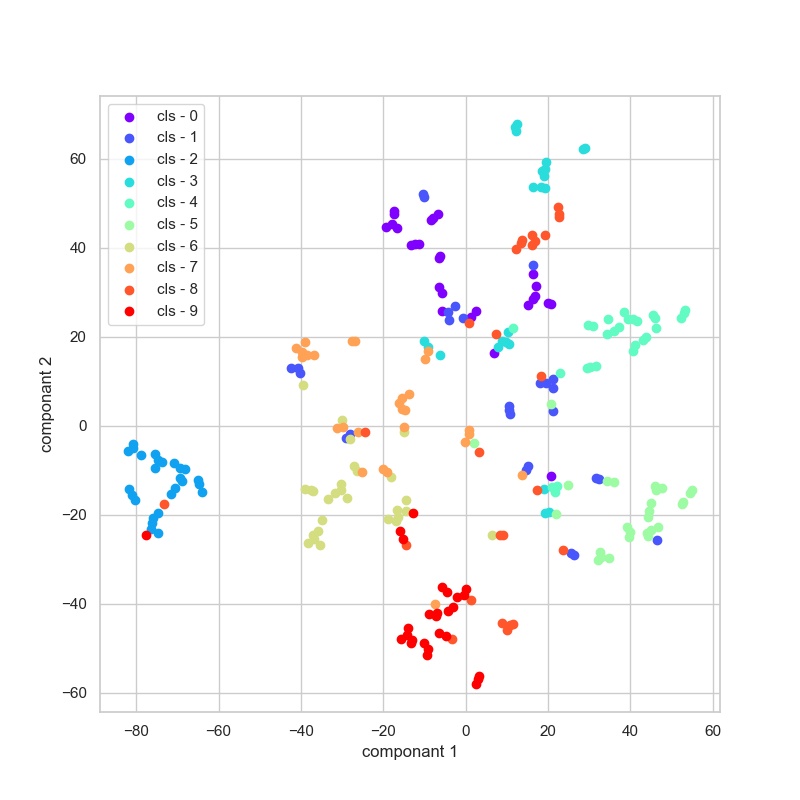 cls - 0
cls - 1
cls - 2
cls - 3
cls - 4
cls - 5
cls - 6
cls - 7
cls - 8
cls - 9
60
40
20
0
−20
−40
−60
componant 2
−80 −60 −40 −20 0 20 40 60
componant 1